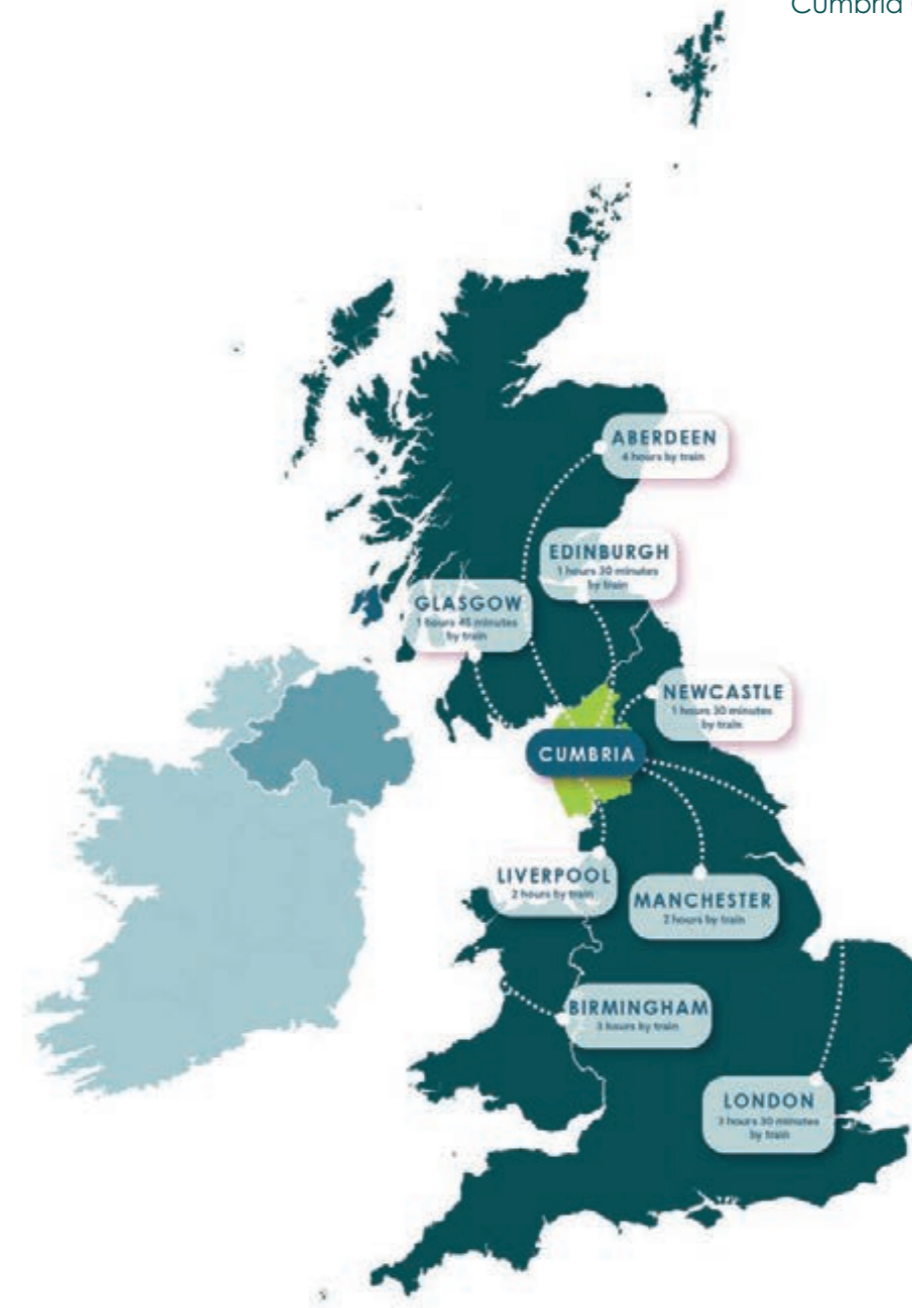 Cumbria
ABERDEEN
4 hours by train
EDINBURGH
1 hours 30 minutes
by train
GLASGOW
1 hours 45 minutes
by train
NEWCASTLE
1 hours 30 minutes
by train
CUMBRIA
LIVERPOOL
2 hours by train
MANCHESTER
2 hours by train
BIRMINGHAM
3 hours by train
LONDON
3 hours 30 minutes
by train